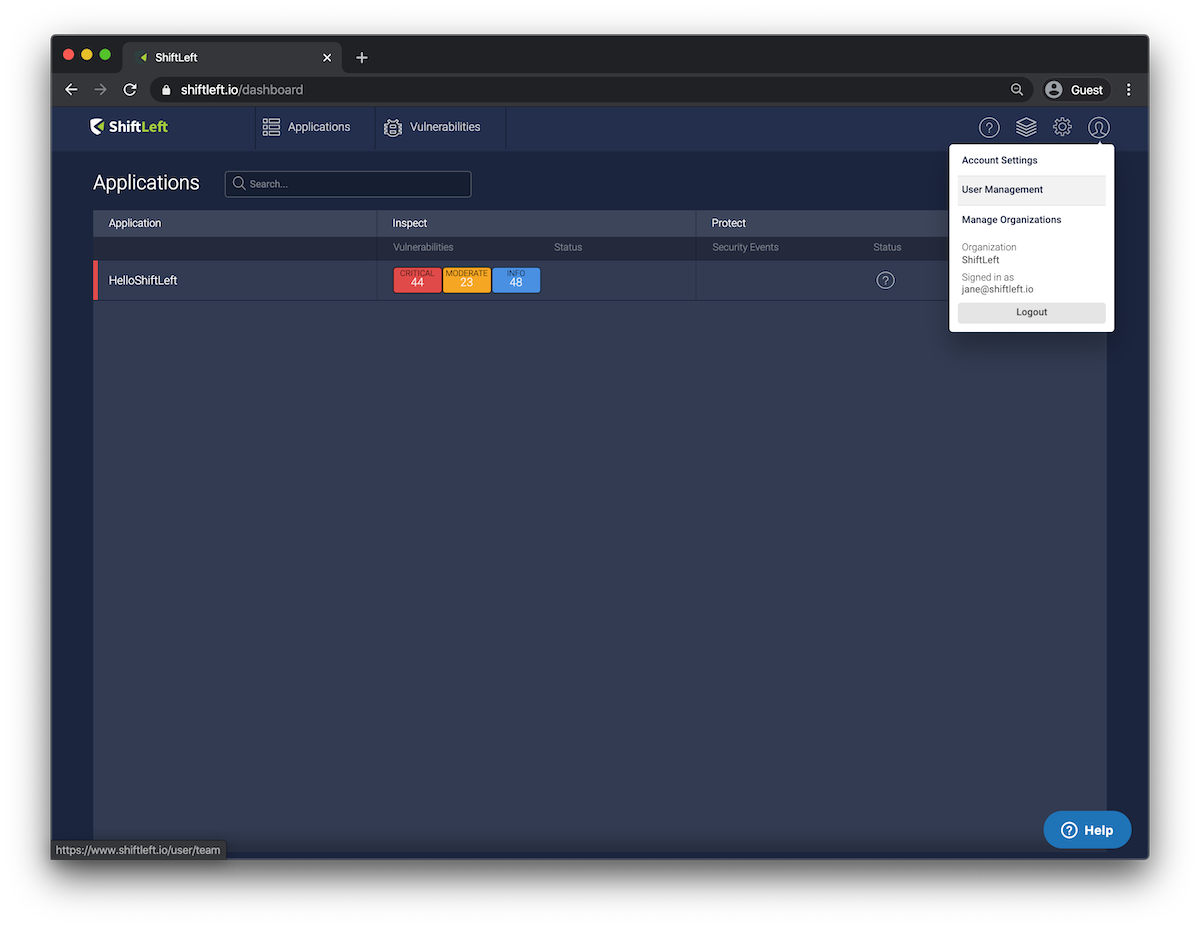 ShiftLeft
shiftleft.io/dashboard
Guest
ShiftLeft
Applications
Vulnerabilities
?
Account Settings
User Management
Manage Organizations
Organization
ShiftLeft
Signed in as
jane@shiftleft.io
Logout
Applications
Search...
Application Inspect Protect
Vulnerabilities Status Security Events Status
HelloShiftLeft
CRITICAL MODERATE INFO
44 23 48
?
? Help
https://www.shiftleft.io/user/team